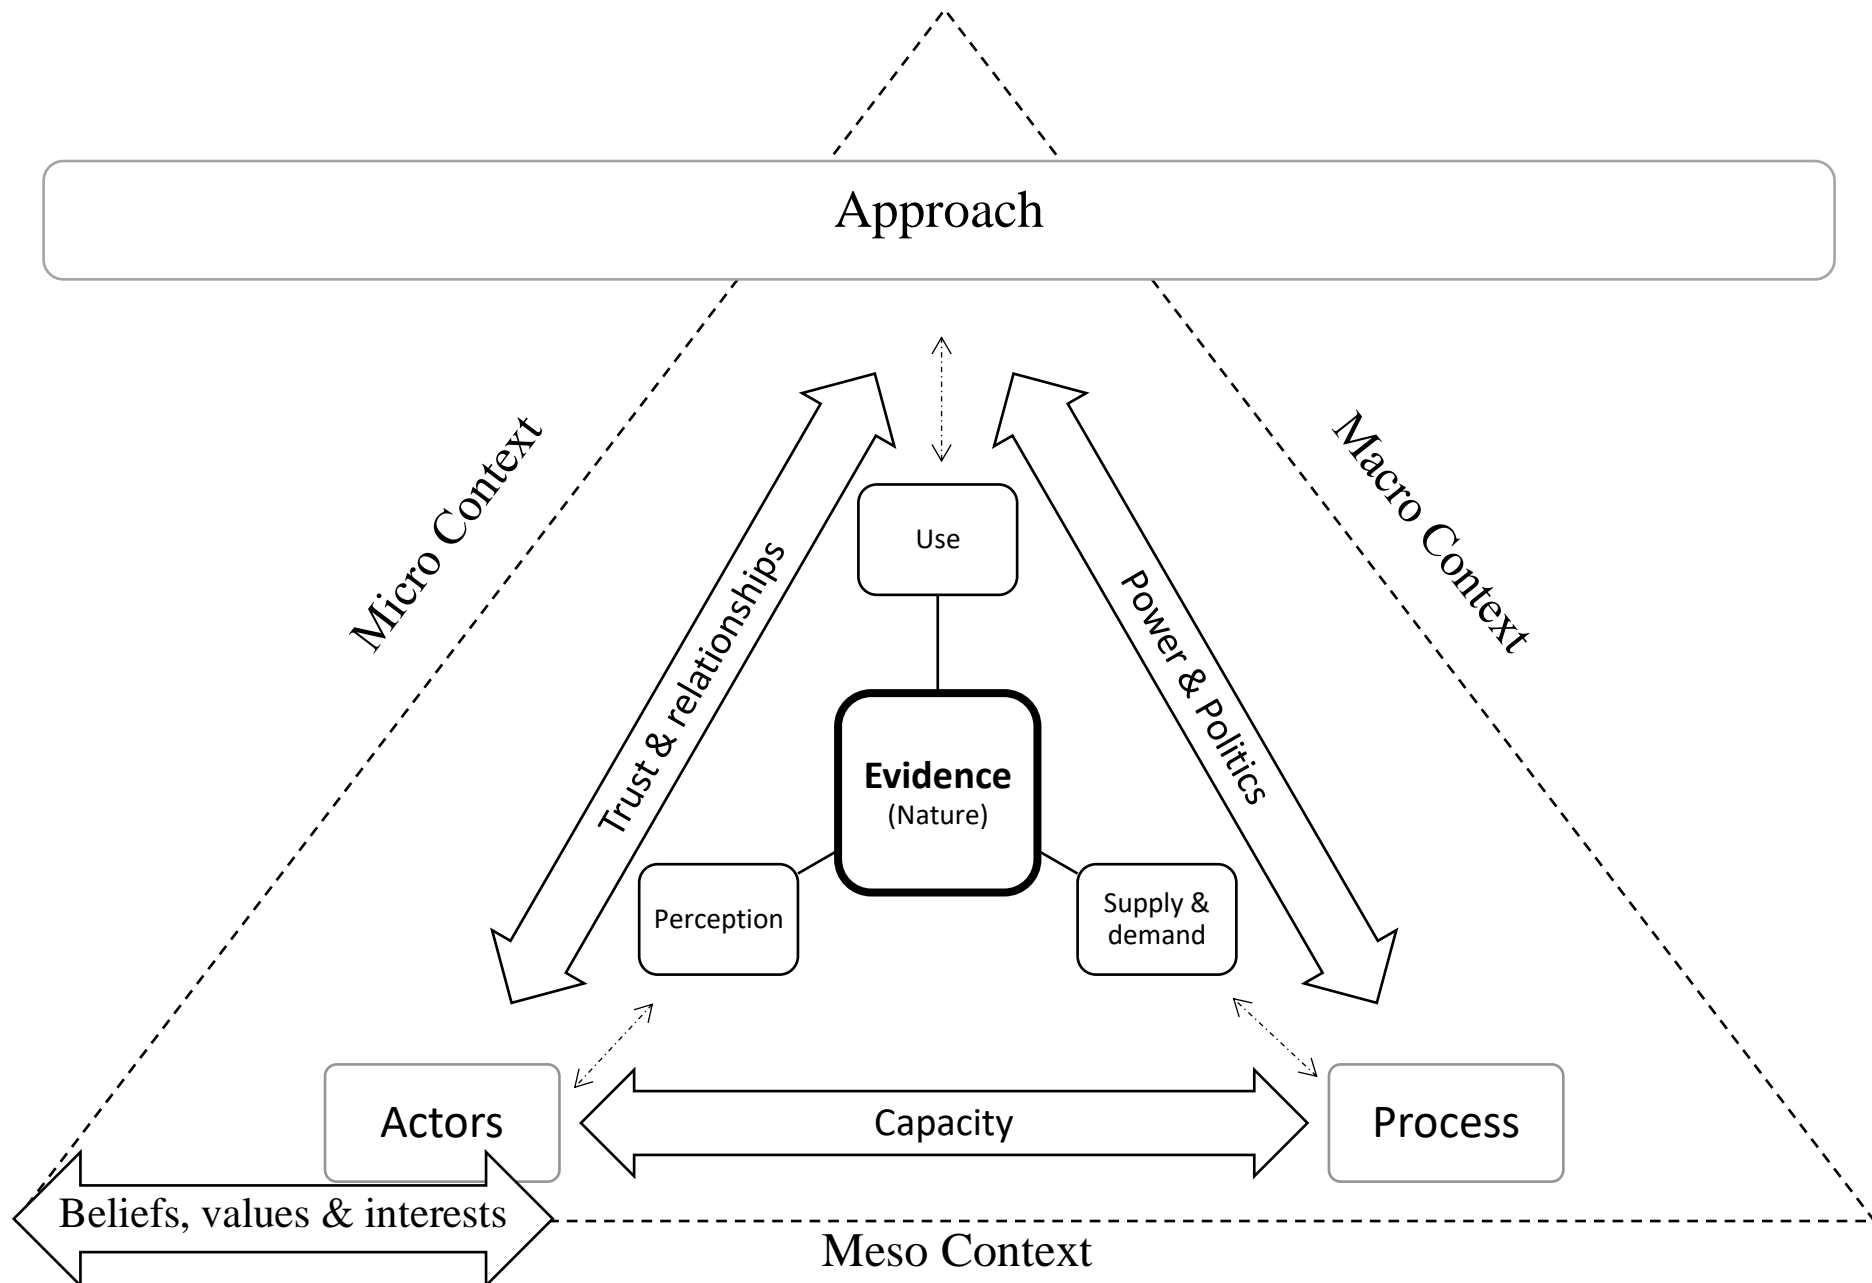 Approach
Micro Context
Macro Context
Use
Trust & relationships
Power & Politics
Evidence
(Nature)
Perception
Supply &
demand
Actors
Capacity
Process
Beliefs, values & interests
Meso Context